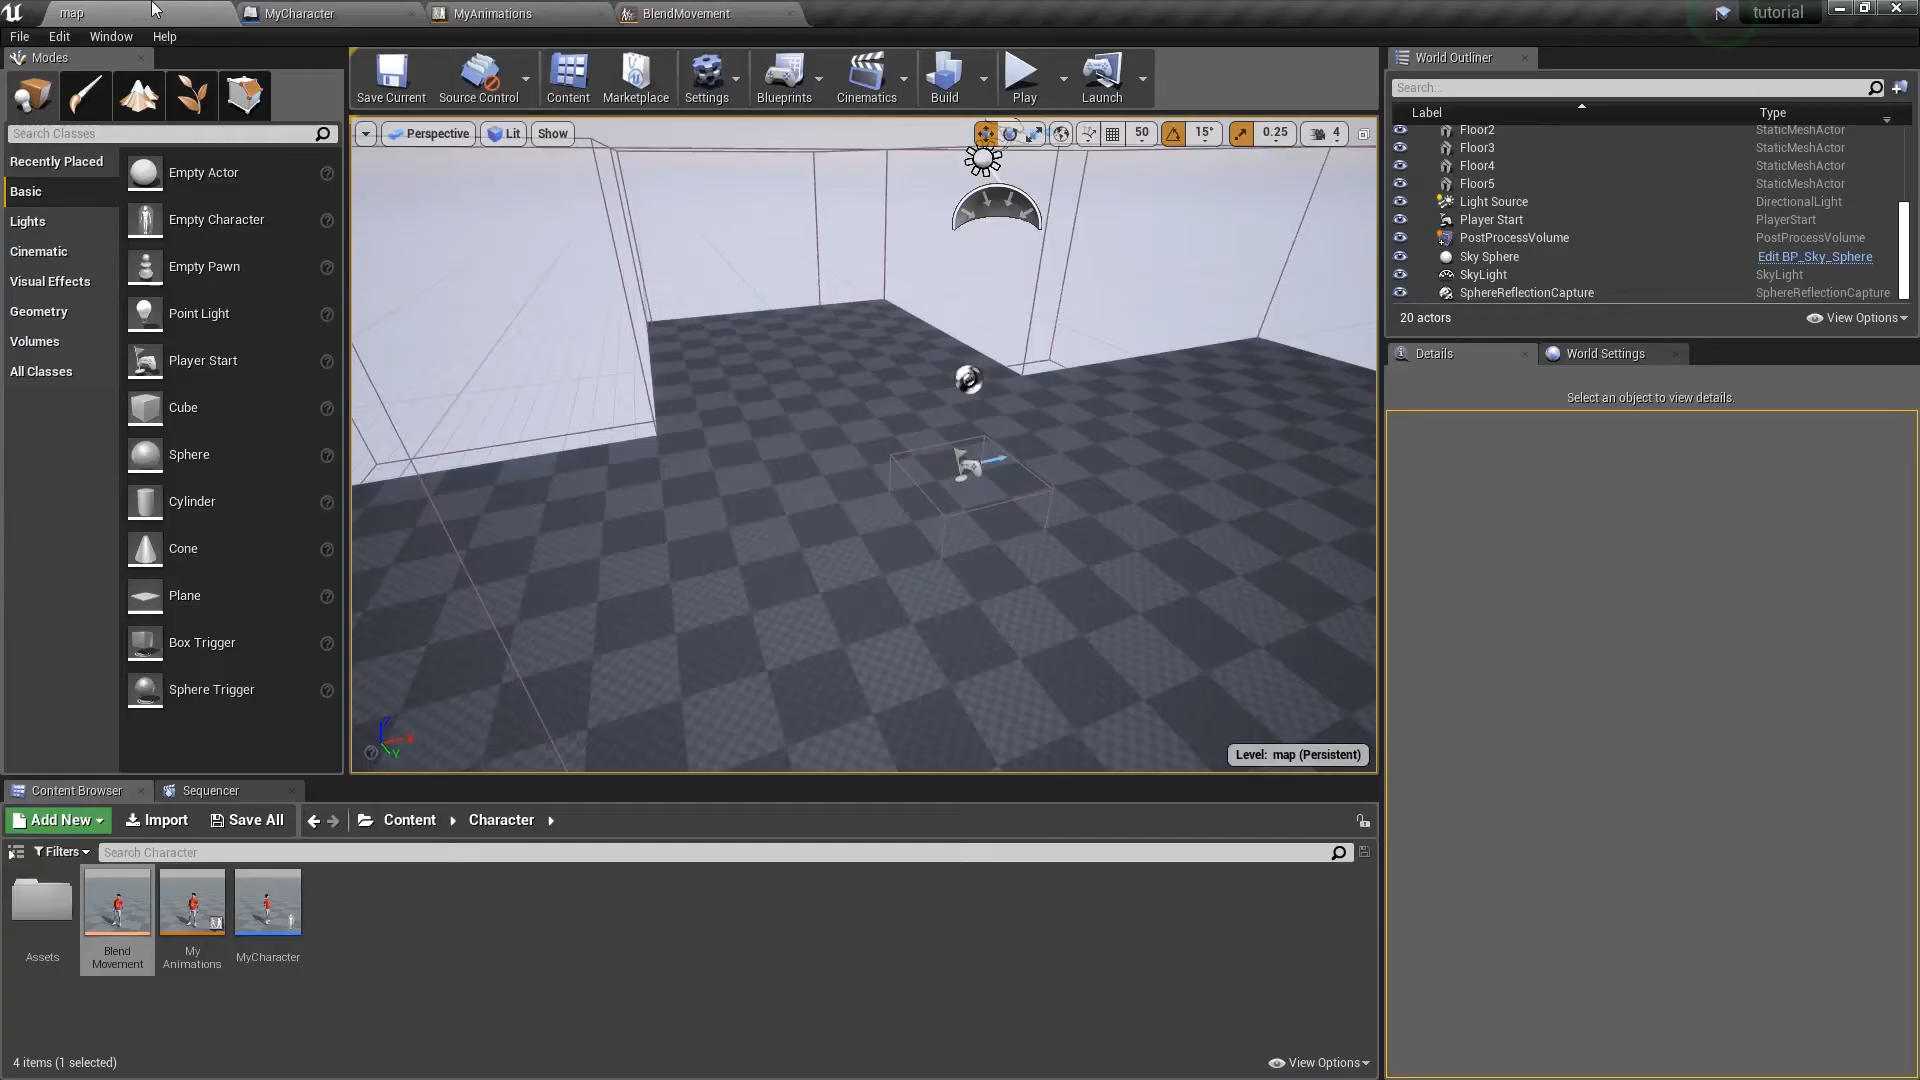 map
MyCharacter
MyAnimations
BlendMovement
tutorial
File Edit Window Help
Modes
Save Current
Source Control
Content
Marketplace
Settings
Blueprints
Cinematics
Build
Play
Launch
Search Classes
Recently Placed
Basic
Lights
Cinematic
Visual Effects
Geometry
Volumes
All Classes
Empty Actor
Empty Character
Empty Pawn
Point Light
Player Start
Cube
Sphere
Cylinder
Cone
Plane
Box Trigger
Sphere Trigger
Perspective
Lit
Show
50
15°
0.25
4
X
Y
Z
Level: map (Persistent)
World Outliner
Search...
Label Type
Floor2 StaticMeshActor
Floor3 StaticMeshActor
Floor4 StaticMeshActor
Floor5 StaticMeshActor
Light Source DirectionalLight
Player Start PlayerStart
PostProcessVolume PostProcessVolume
Sky Sphere Edit BP_Sky_Sphere
SkyLight SkyLight
SphereReflectionCapture SphereReflectionCapture
20 actors
View Options
Details
World Settings
Select an object to view details.
Content Browser
Sequencer
Add New
Import
Save All
Content
Character
Filters
Search Character
Assets
Blend
Movement
My
Animations
MyCharacter
4 items (1 selected)
View Options